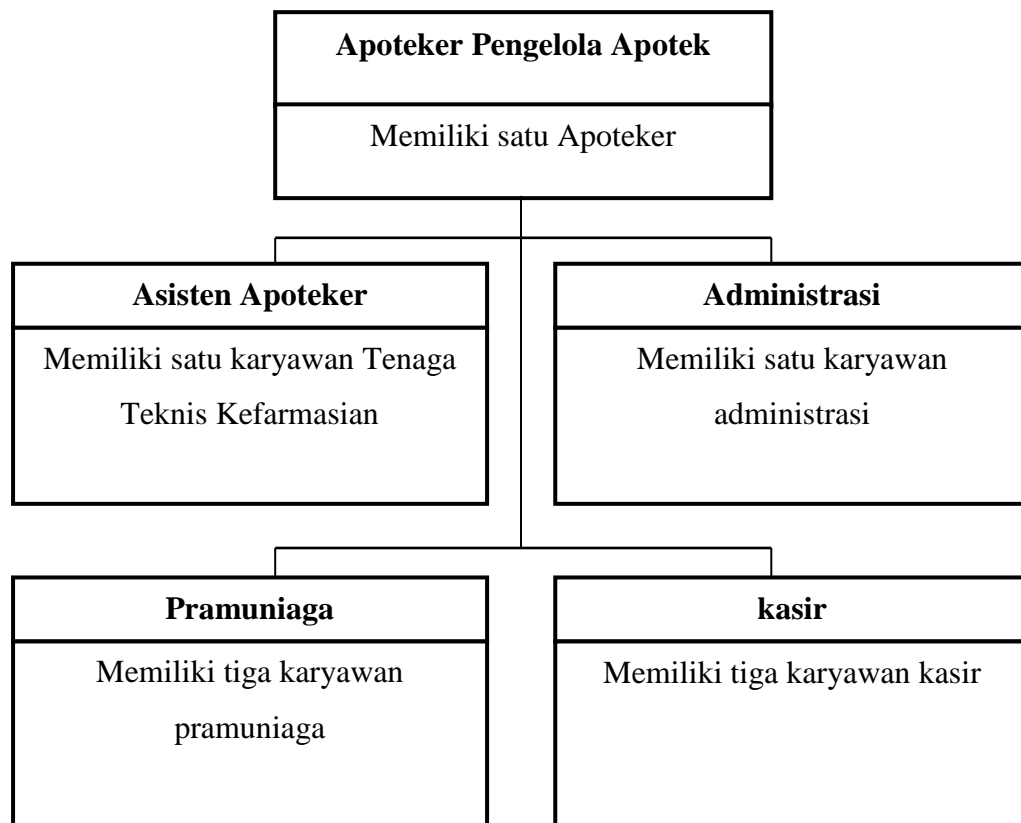 Apoteker Pengelola Apotek
Memiliki satu Apoteker
Asisten Apoteker
Memiliki satu karyawan Tenaga
Teknis Kefarmasian
Administrasi
Memiliki satu karyawan
administrasi
Pramuniaga
Memiliki tiga karyawan
pramuniaga
kasir
Memiliki tiga karyawan kasir